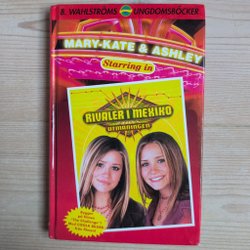 B. WAHLSTRÖMS UNGDOMSBÖCKER
MARY-KATE & ASHLEY
Starring in
RIVALER I MEXIKO
UTMANINGEN